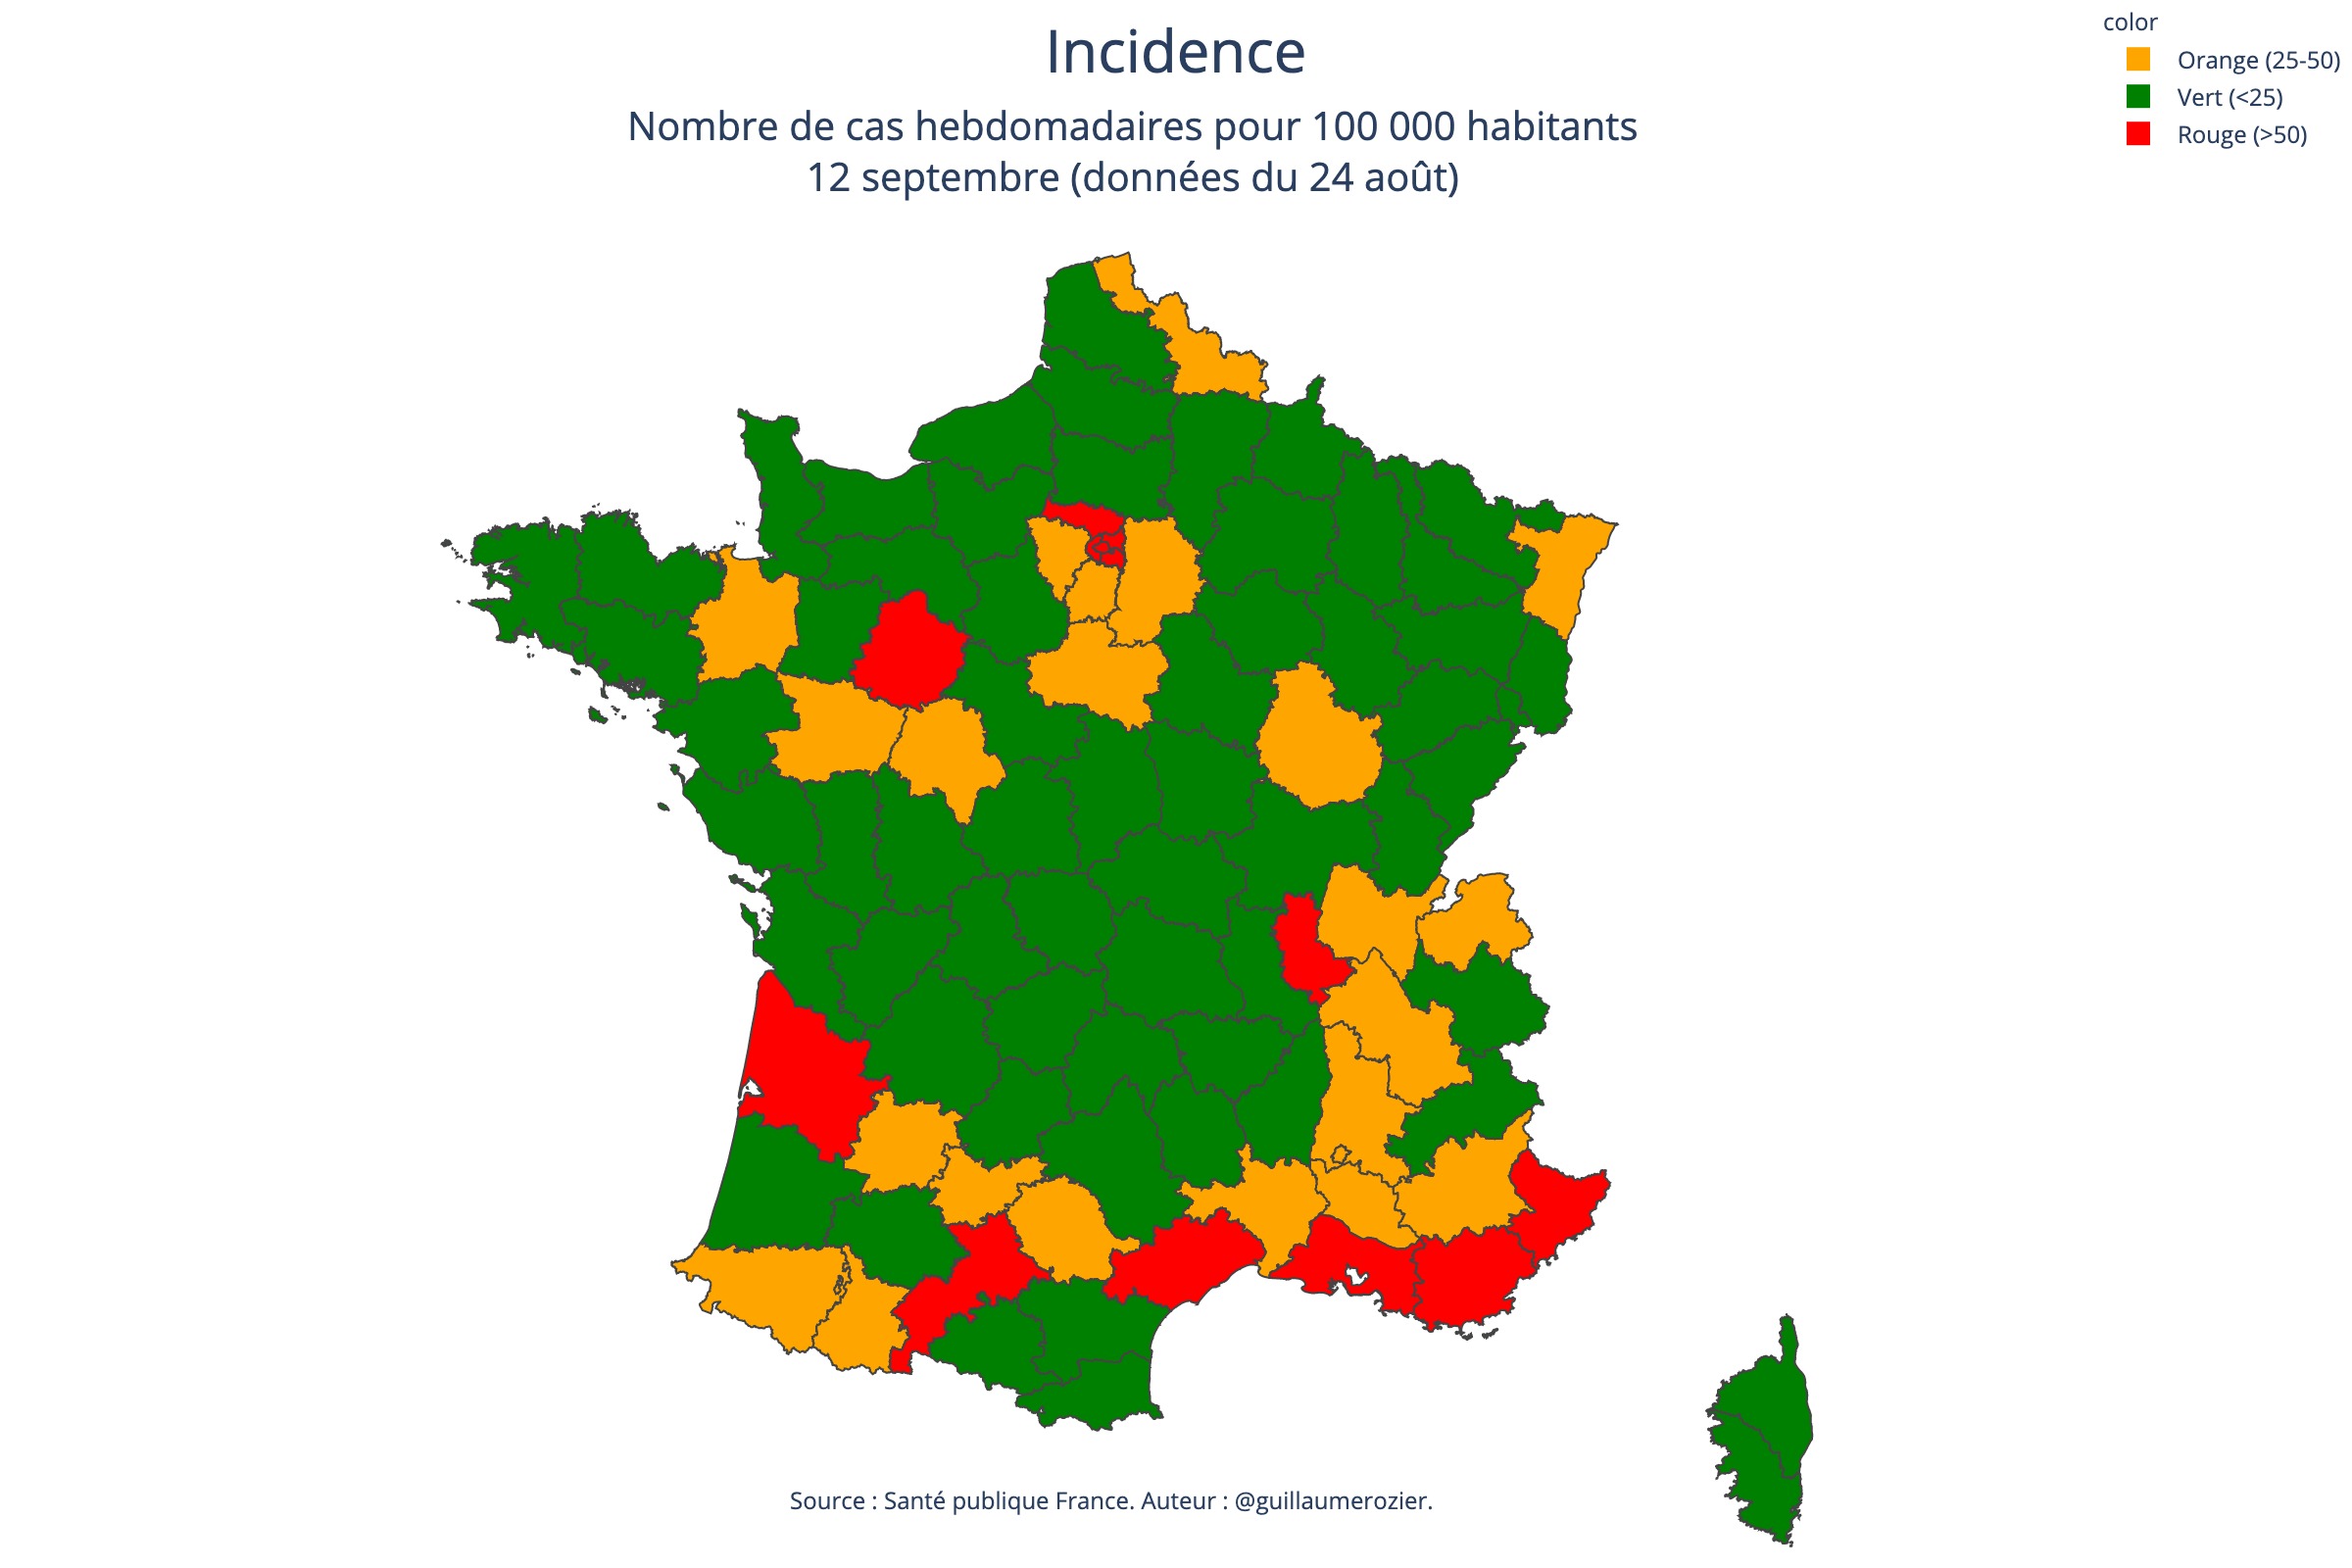 Incidence
Nombre de cas hebdomadaires pour 100 000 habitants
12 septembre (données du 24 août)
color
Orange (25-50)
Vert (<25)
Rouge (>50)
Source : Santé publique France. Auteur : @guillaumerozier.